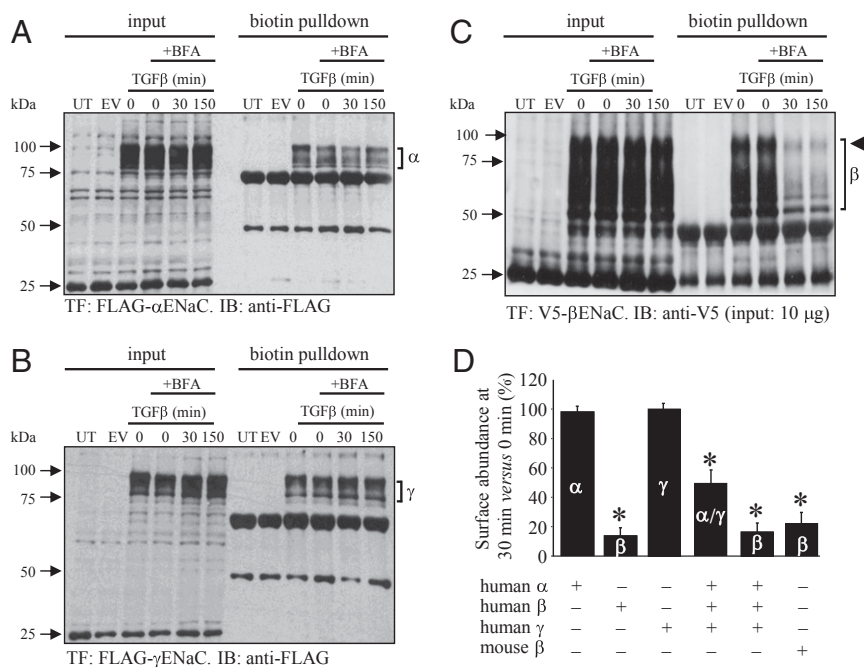 A
input
biotin pulldown
+BFA
+BFA
TGFβ (min)
TGFβ (min)
kDa
UT EV 0 0 30 150
UT EV 0 0 30 150
100
75
50
25
α
TF: FLAG-αENaC. IB: anti-FLAG
B
input
biotin pulldown
+BFA
+BFA
TGFβ (min)
TGFβ (min)
kDa
UT EV 0 0 30 150
UT EV 0 0 30 150
100
75
50
25
γ
TF: FLAG-γENaC. IB: anti-FLAG
C
input
biotin pulldown
+BFA
+BFA
TGFβ (min)
TGFβ (min)
kDa
UT EV 0 0 30 150
UT EV 0 0 30 150
100
75
50
25
β
TF: V5-βENaC. IB: anti-V5 (input: 10 μg)
D
Surface abundance at
30 min versus 0 min (%)
120
100
80
60
40
20
0
α
* β
γ
* α/γ
* β
* β
human α + – – + + –
human β – + – + + –
human γ – – + + + –
mouse β – – – – – +